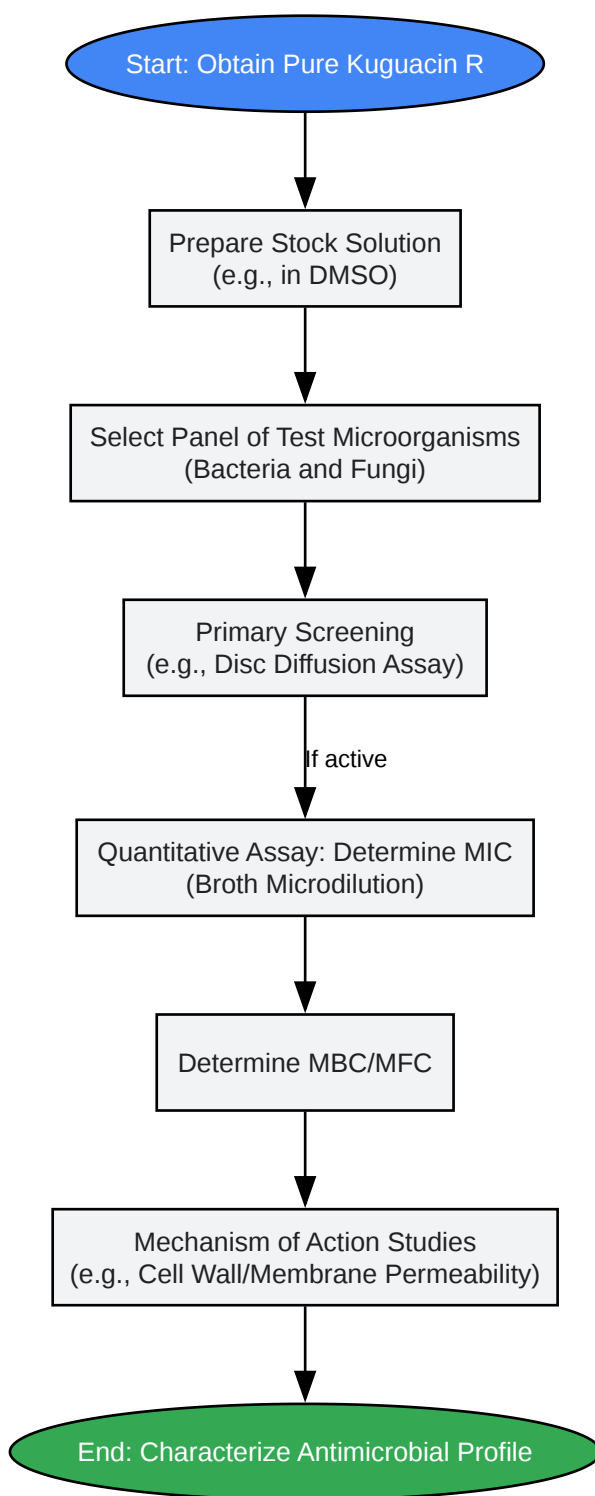 Start: Obtain Pure Kuguacin R
Prepare Stock Solution
(e.g., in DMSO)
Select Panel of Test Microorganisms
(Bacteria and Fungi)
Primary Screening
(e.g., Disc Diffusion Assay)
If active
Quantitative Assay: Determine MIC
(Broth Microdilution)
Determine MBC/MFC
Mechanism of Action Studies
(e.g., Cell Wall/Membrane Permeability)
End: Characterize Antimicrobial Profile